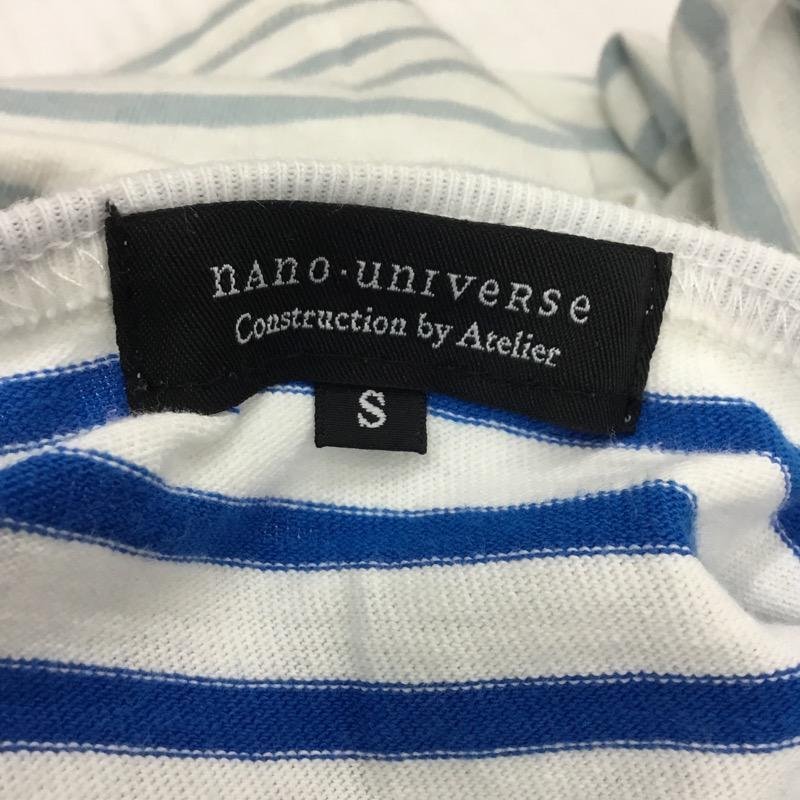 nAno·unIVeRSe
Construction by Atelier
S